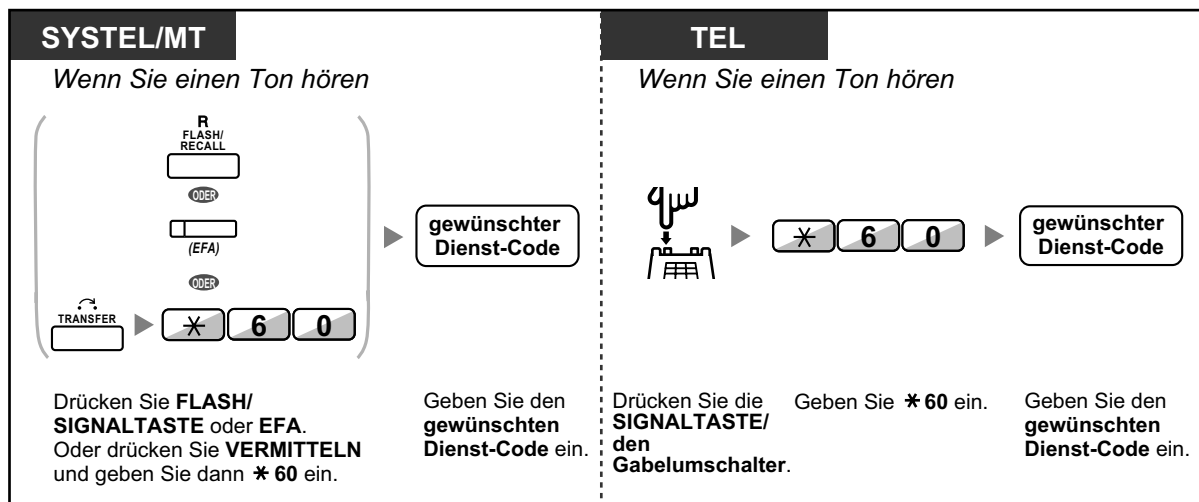 SYSTEL/MT
Wenn Sie einen Ton hören
R
FLASH/
RECALL
ODER
(EFA)
ODER
TRANSFER
* 6 0
gewünschter
Dienst-Code
Drücken Sie FLASH/
SIGNALTASTE oder EFA.
Oder drücken Sie VERMITTELN
und geben Sie dann * 60 ein.
Geben Sie den
gewünschten
Dienst-Code ein.
TEL
Wenn Sie einen Ton hören
* 6 0
gewünschter
Dienst-Code
Drücken Sie die
SIGNALTASTE/
den
Gabelumschalter.
Geben Sie * 60 ein.
Geben Sie den
gewünschten
Dienst-Code ein.